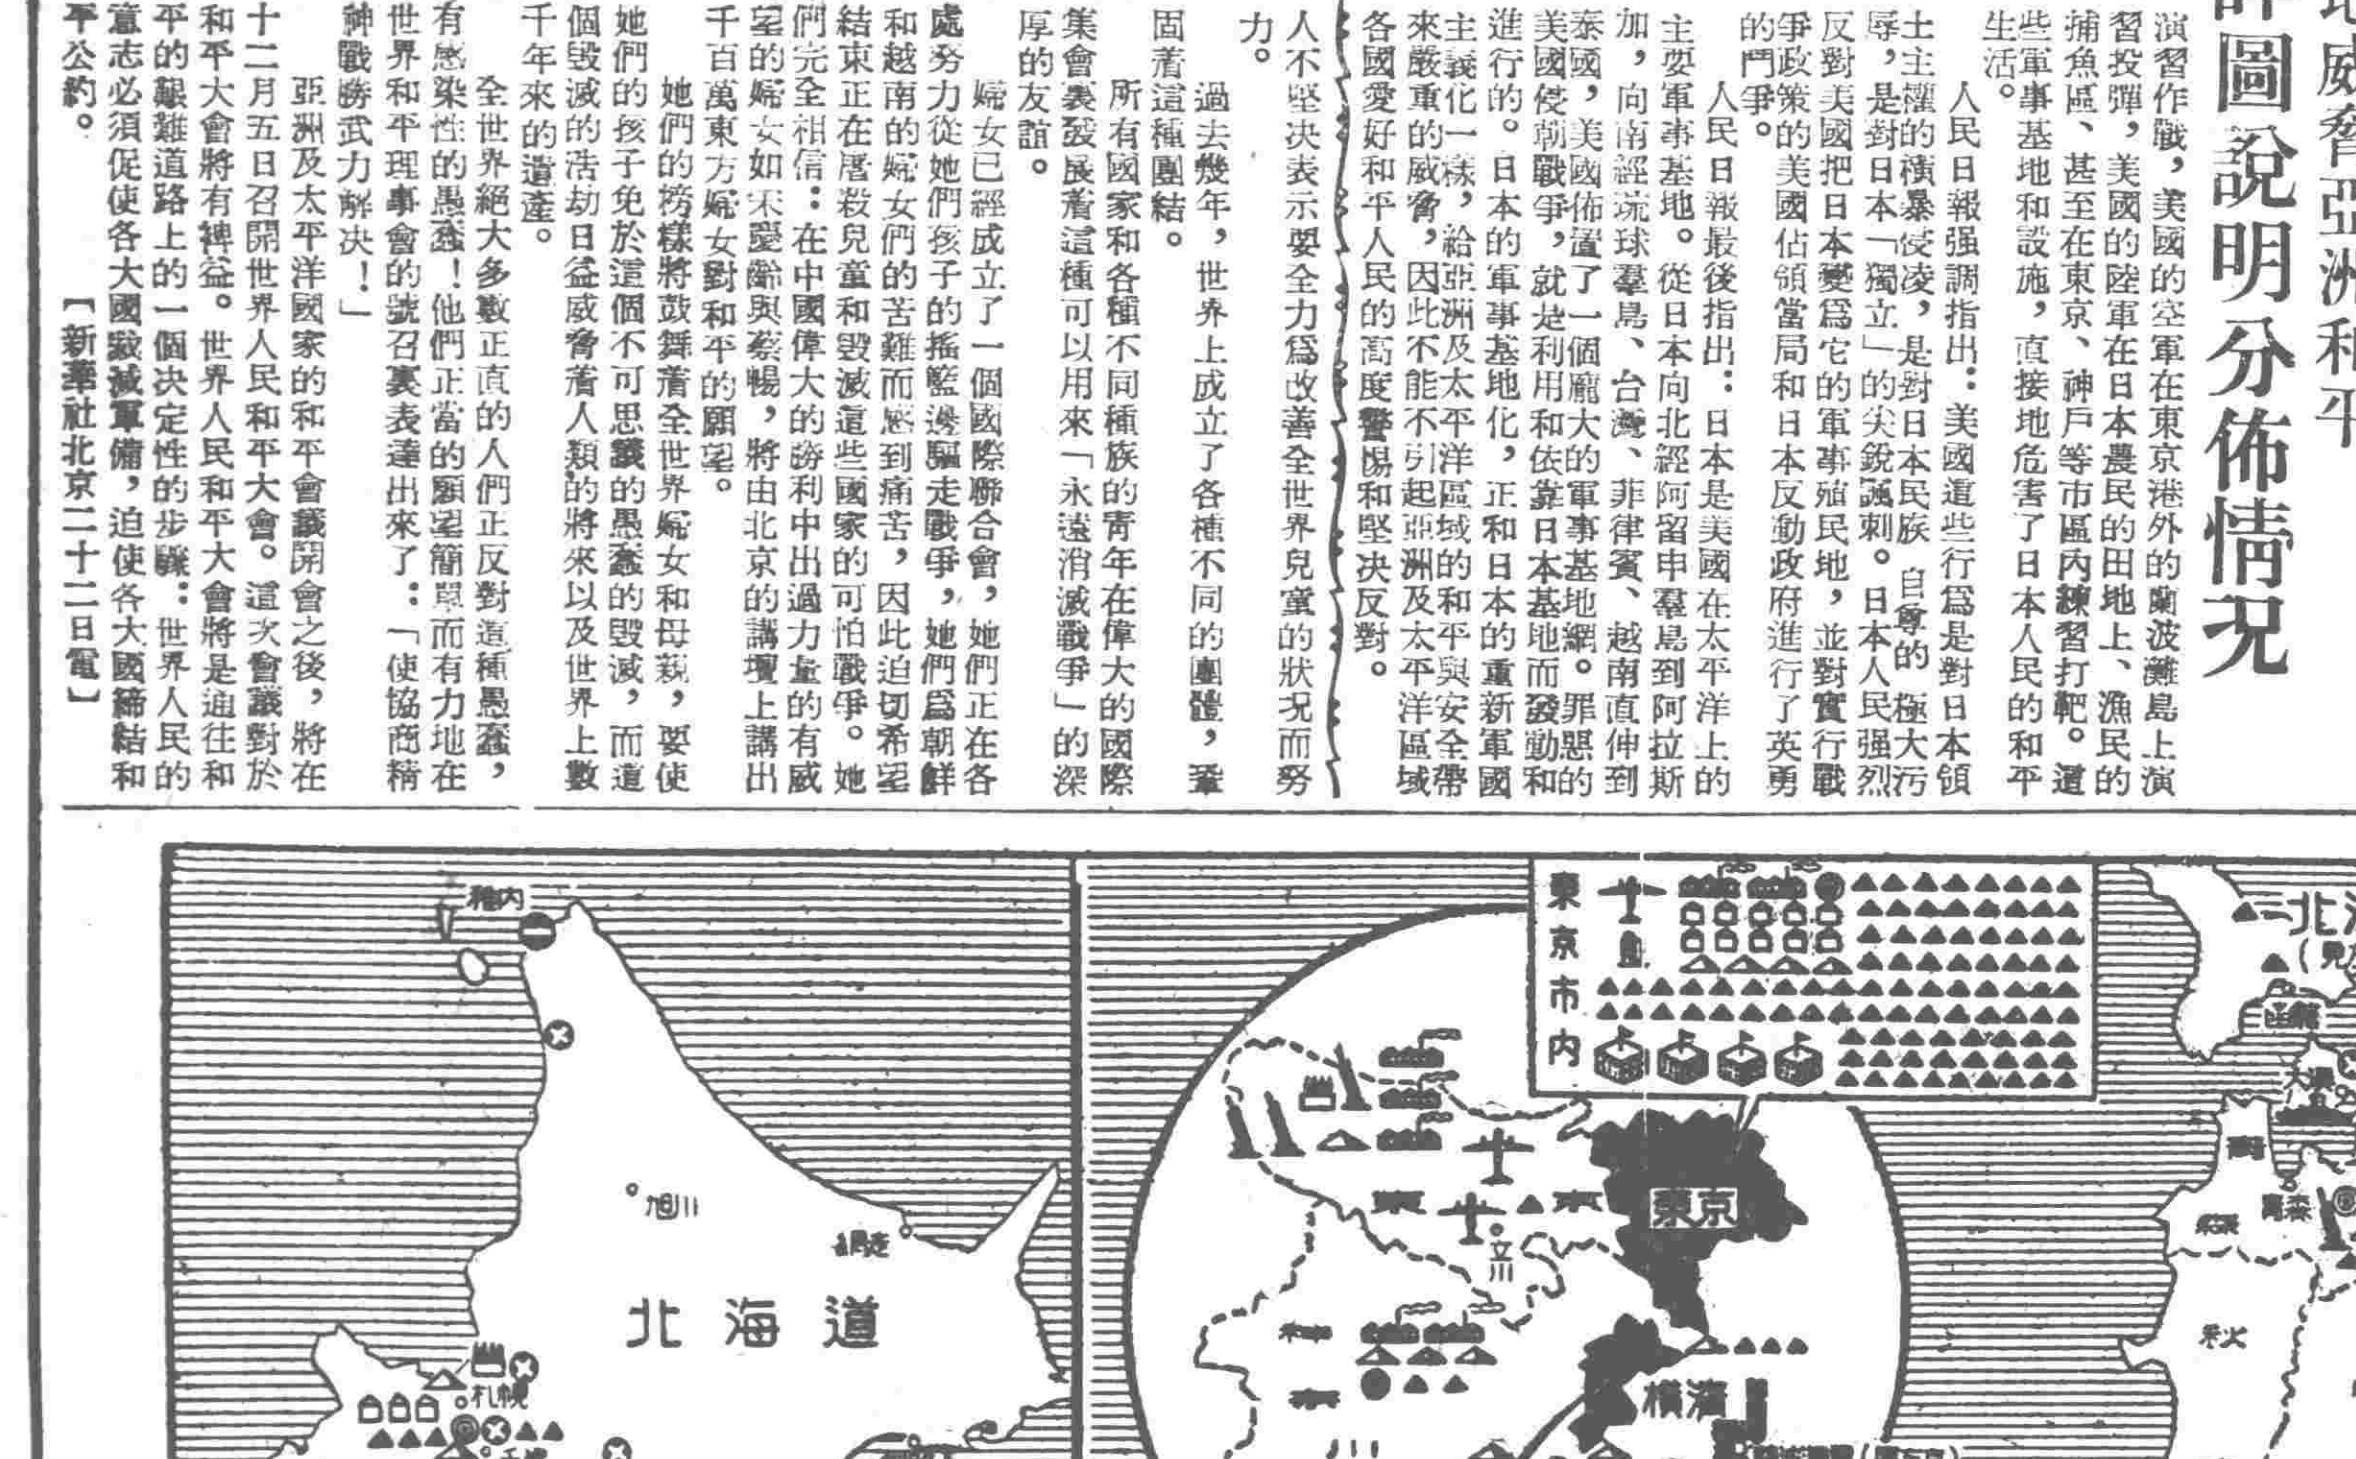 地威脅亞洲和平
詳圖說明分佈情況
演習作戰，美國的空軍在東京港外的蘭波灘島上演
習投彈，美國的陸軍在日本農民的田地上、漁民的
捕魚區、甚至在東京、神戶等市區內練習打靶。這
些軍事基地和設施，直接地危害了日本人民的和平
生活。
人民日報强調指出：美國這些行爲是對日本領
土主權的橫暴侵凌，是對日本民族 自尊的 極大污
辱，是對日本「獨立」的尖銳諷刺。日本人民强烈
反對美國把日本變爲它的軍事殖民地，並對實行戰
爭政策的美國佔領當局和日本反動政府進行了英勇
的鬥爭。
人民日報最後指出：日本是美國在太平洋上的
主要軍事基地。從日本向北經阿留申羣島到阿拉斯
加，向南經琉球羣島、台灣、菲律賓、越南直伸到
泰國，美國佈置了一個龐大的軍事基地網。罪惡的
美國侵朝戰爭，就是利用和依靠日本基地而發動和
進行的。日本的軍事基地化，正和日本的重新軍國
主義化一樣，給亞洲及太平洋區域的和平與安全帶
來嚴重的威脅，因此不能不引起亞洲及太平洋區域
各國愛好和平人民的高度警惕和堅决反對。
人不堅决表示要全力爲改善全世界兒童的狀況而努
力。
過去幾年，世界上成立了各種不同的團體，鞏
固着這種團結。
所有國家和各種不同種族的青年在偉大的國際
集會裏發展着這種可以用來「永遠消滅戰爭」的深
厚的友誼。
婦女已經成立了一個國際聯合會，她們正在各
處努力從她們孩子的搖籃邊驅走戰爭，她們爲朝鮮
和越南的婦女們的苦難而感到痛苦，因此迫切希望
結束正在屠殺兒童和毀滅這些國家的可怕戰爭。她
們完全相信：在中國偉大的勝利中出過力量的有威
望的婦女如宋慶齡與蔡暢，將由北京的講壇上講出
千百萬東方婦女對和平的願望。
她們的榜樣將鼓舞着全世界婦女和母親，要使
她們的孩子免於這個不可思議的愚蠢的毀滅，而這
個毀滅的浩劫日益威脅着人類的將來以及世界上數
千年來的遺產。
全世界絕大多數正直的人們正反對這種愚蠢，
有感染性的愚蠢！他們正當的願望簡單而有力地在
世界和平理事會的號召裏表達出來了：「使協商精
神戰勝武力解决！」
亞洲及太平洋國家的和平會議開會之後，將在
十二月五日召開世界人民和平大會。這次會議對於
和平大會將有裨益。世界人民和平大會將是通往和
平的艱難道路上的一個决定性的步驟：世界人民的
意志必須促使各大國裁減軍備，迫使各大國締結和
平公約。
【新華社北京二十二日電】
稚內
旭川
網走
北海道
札幌
東京市內
東京
立川
橫濱
函館
大湊
青森
秋